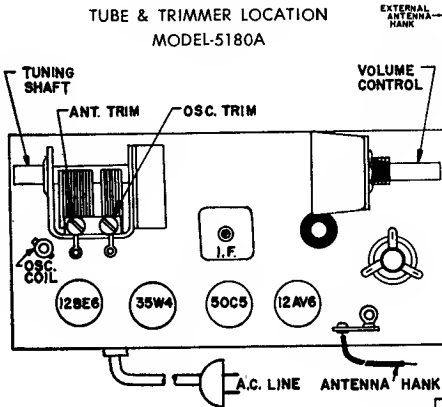 TUBE & TRIMMER LOCATION
MODEL-5180A
EXTERNAL
ANTENNA
HANK
TUNING
SHAFT
ANT. TRIM
OSC. TRIM
VOLUME
CONTROL
I.F.
OSC.
COIL
12BE6
35W4
50C5
12AV6
A.C. LINE
ANTENNA HANK